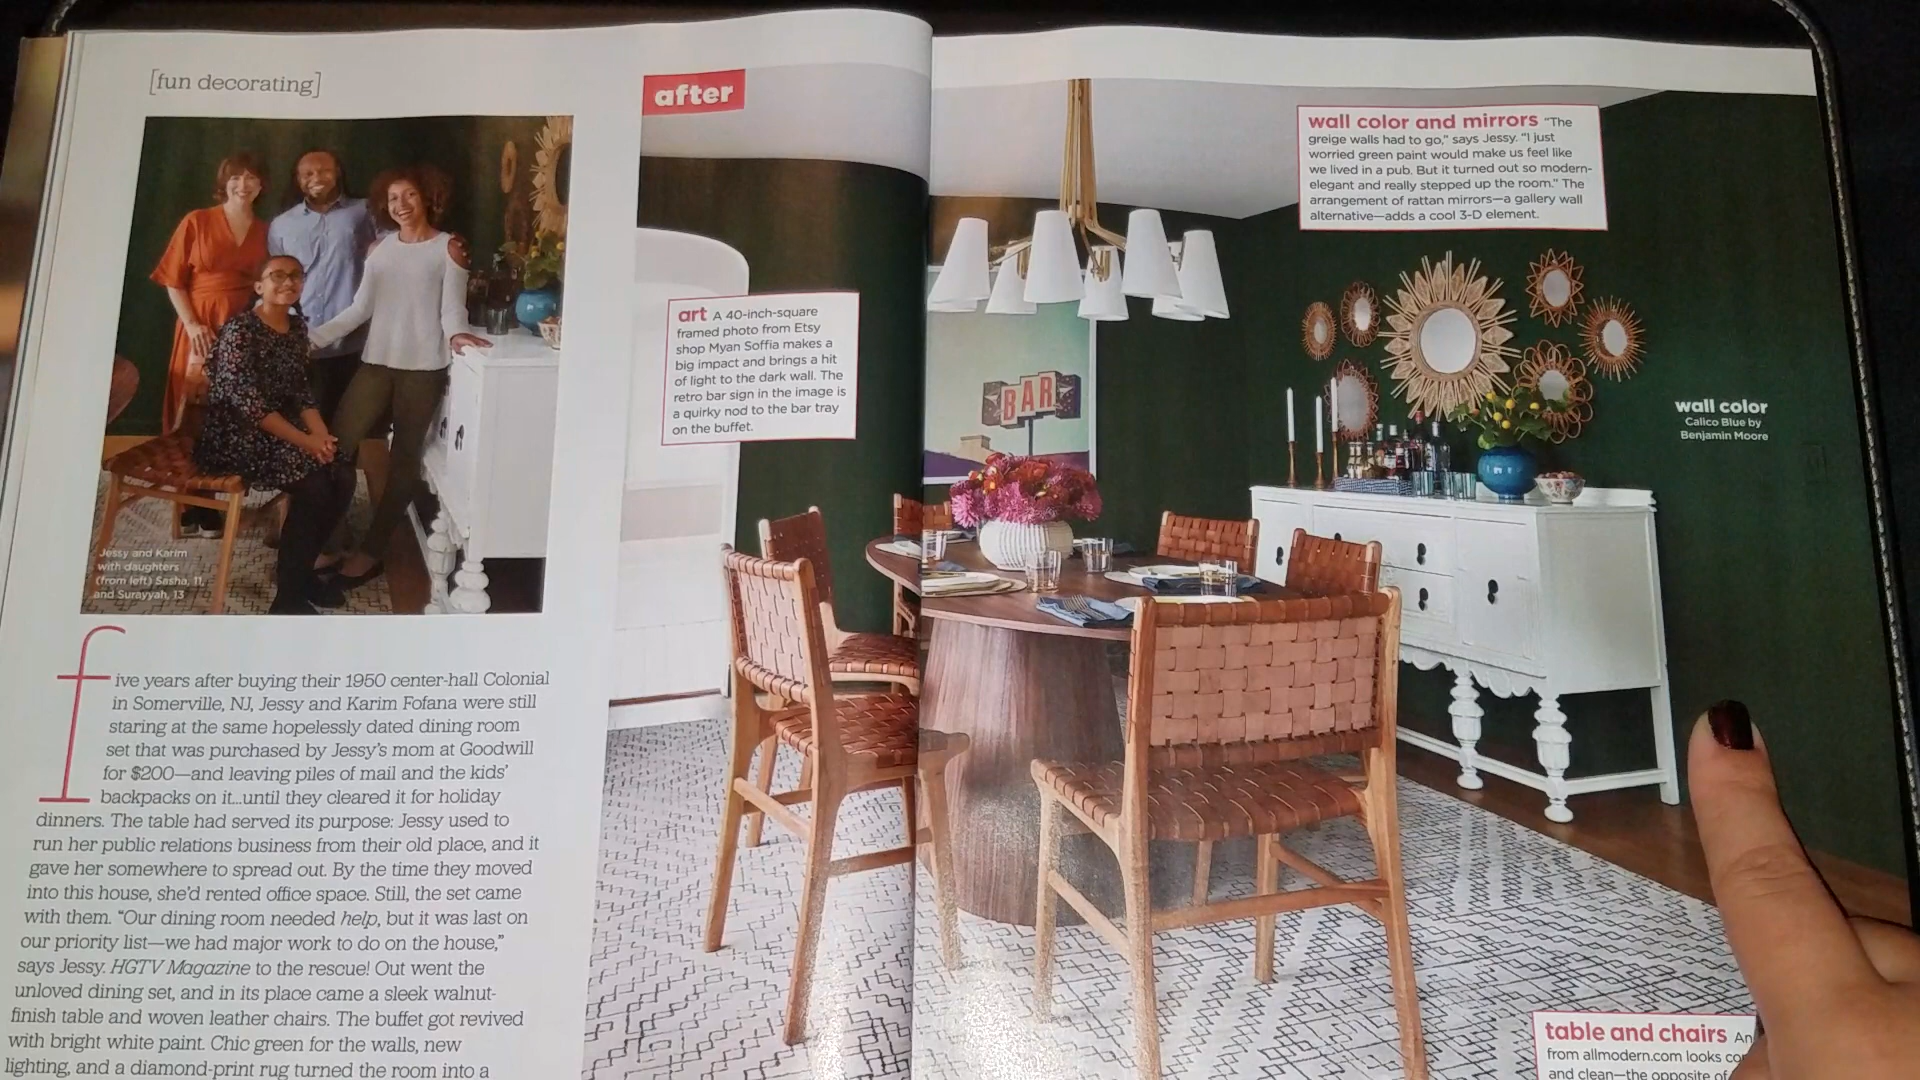 [fun decorating]
Jessy and Karim
with daughters
(from left) Sasha, 11,
and Surayyah, 13
five years after buying their 1950 center-hall Colonial
in Somerville, NJ, Jessy and Karim Fofana were still
staring at the same hopelessly dated dining room
set that was purchased by Jessy's mom at Goodwill
for $200—and leaving piles of mail and the kids'
backpacks on it...until they cleared it for holiday
dinners. The table had served its purpose: Jessy used to
run her public relations business from their old place, and it
gave her somewhere to spread out. By the time they moved
into this house, she'd rented office space. Still, the set came
with them. "Our dining room needed help, but it was last on
our priority list—we had major work to do on the house,"
says Jessy. HGTV Magazine to the rescue! Out went the
unloved dining set, and in its place came a sleek walnut-
finish table and woven leather chairs. The buffet got revived
with bright white paint. Chic green for the walls, new
lighting, and a diamond-print rug turned the room into a
after
art A 40-inch-square
framed photo from Etsy
shop Myan Soffia makes a
big impact and brings a hit
of light to the dark wall. The
retro bar sign in the image is
a quirky nod to the bar tray
on the buffet.
BAR
wall color and mirrors "The
greige walls had to go," says Jessy. "I just
worried green paint would make us feel like
we lived in a pub. But it turned out so modern-
elegant and really stepped up the room." The
arrangement of rattan mirrors—a gallery wall
alternative—adds a cool 3-D element.
wall color
Calico Blue by
Benjamin Moore
table and chairs An
from allmodern.com looks
and clean—the opposite of